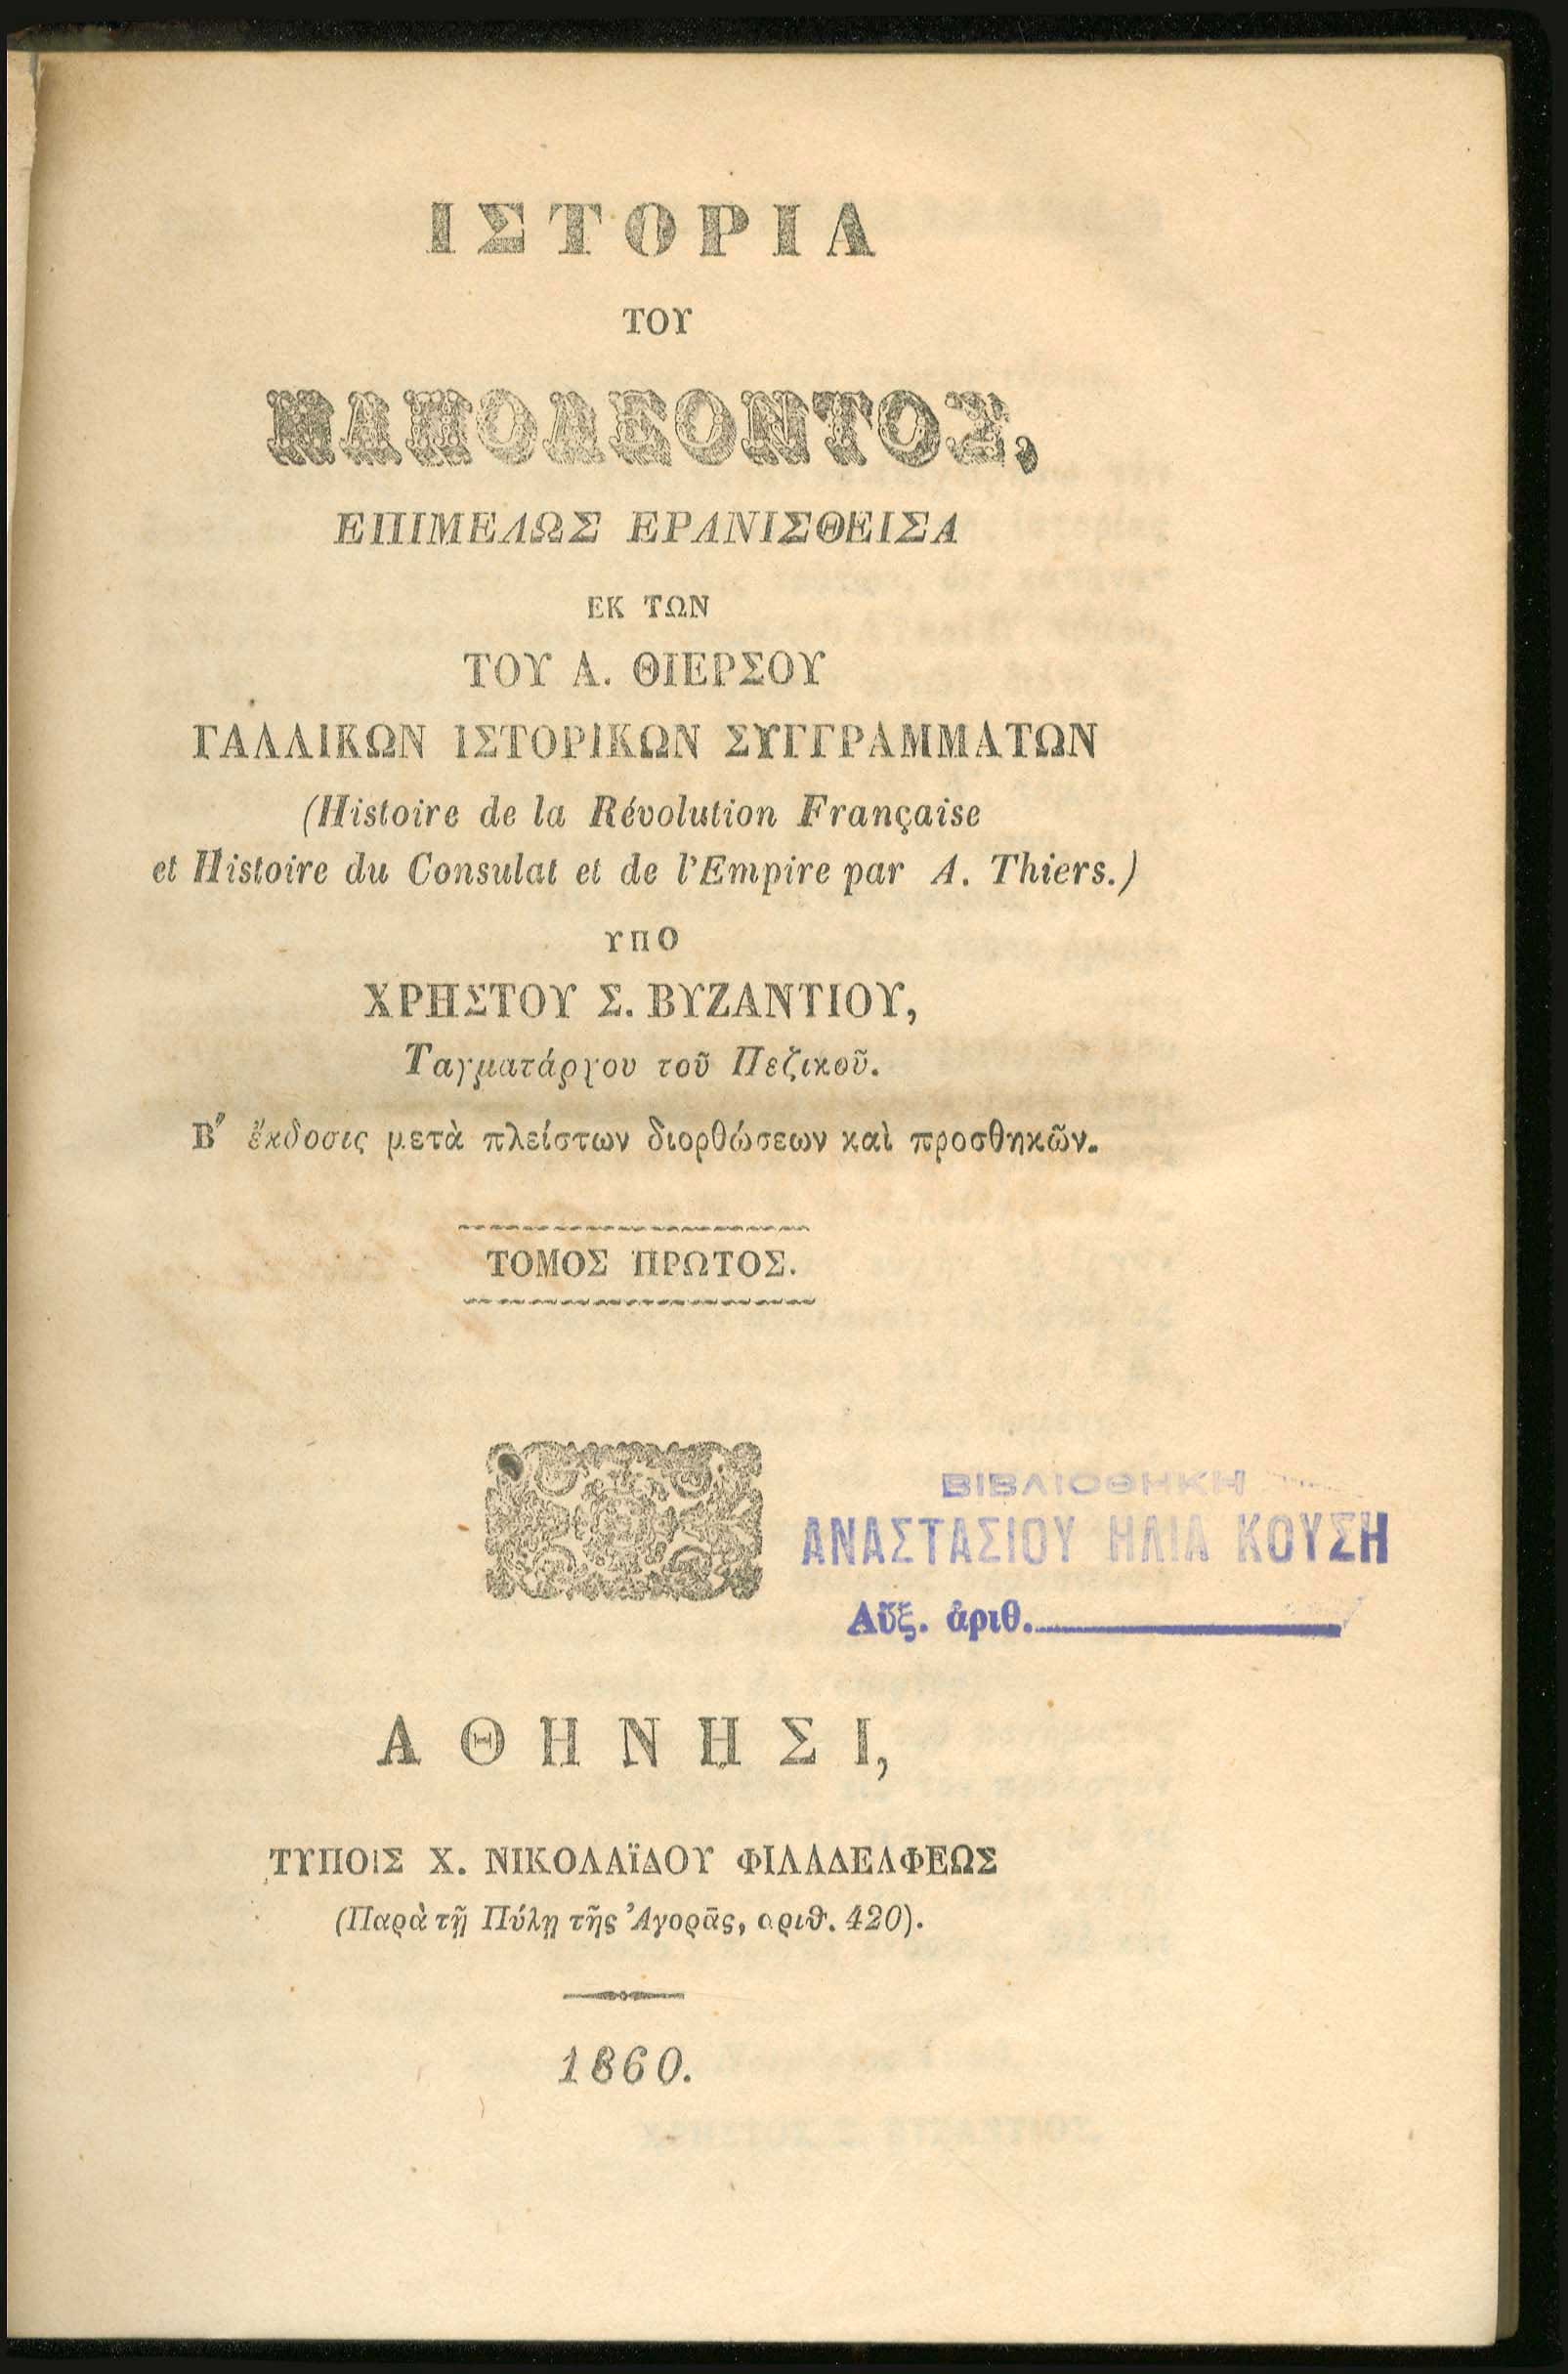 ΙΣΤΟΡΙΑ
ΤΟΥ
ΝΑΠΟΛΕΟΝΤΟΣ,
ΕΠΙΜΕΛΩΣ ΕΡΑΝΙΣΘΕΙΣΑ
ΕΚ ΤΩΝ
ΤΟΥ Α. ΘΙΕΡΣΟΥ
ΓΑΛΛΙΚΩΝ ΙΣΤΟΡΙΚΩΝ ΣΥΓΓΡΑΜΜΑΤΩΝ
(Histoire de la Révolution Française
et Histoire du Consulat et de l'Empire par A. Thiers.)
ΥΠΟ
ΧΡΗΣΤΟΥ Σ. ΒΥΖΑΝΤΙΟΥ,
Ταγματάρχου τοῦ Πεζικοῦ.
Β" ἔκδοσις μετὰ πλείστων διορθώσεων καὶ προσθηκῶν.
ΤΟΜΟΣ ΠΡΩΤΟΣ.
ΒΙΒΛΙΟΘΗΚΗ
ΑΝΑΣΤΑΣΙΟΥ ΗΛΙΑ ΚΟΥΣΗ
Αὔξ. ἀριθ.
ΑΘΗΝΗΣΙ,
ΤΥΠΟΙΣ Χ. ΝΙΚΟΛΑΪΔΟΥ ΦΙΛΑΔΕΛΦΕΩΣ
(Παρὰ τῇ Πύλῃ τῆς Ἀγορᾶς, αριθ. 420).
1860.